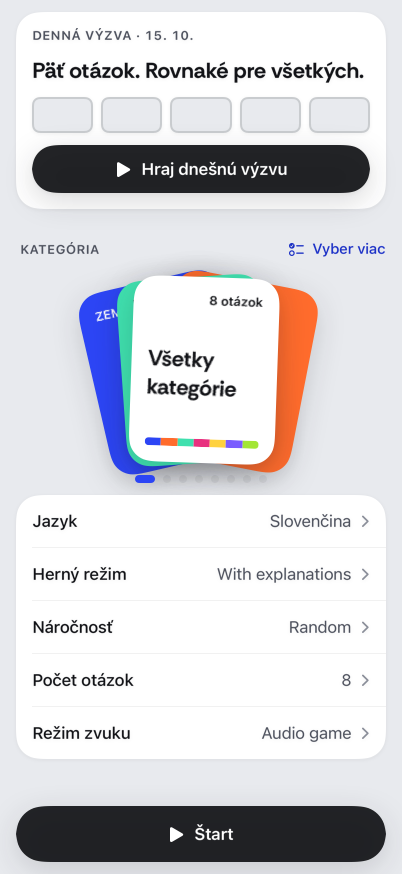 DENNÁ VÝZVA · 15. 10.
Päť otázok. Rovnaké pre všetkých.
Hraj dnešnú výzvu
KATEGÓRIA
Vyber viac
8 otázok
Všetky
kategórie
Jazyk
Slovenčina
Herný režim
With explanations
Náročnosť
Random
Počet otázok
8
Režim zvuku
Audio game
Štart